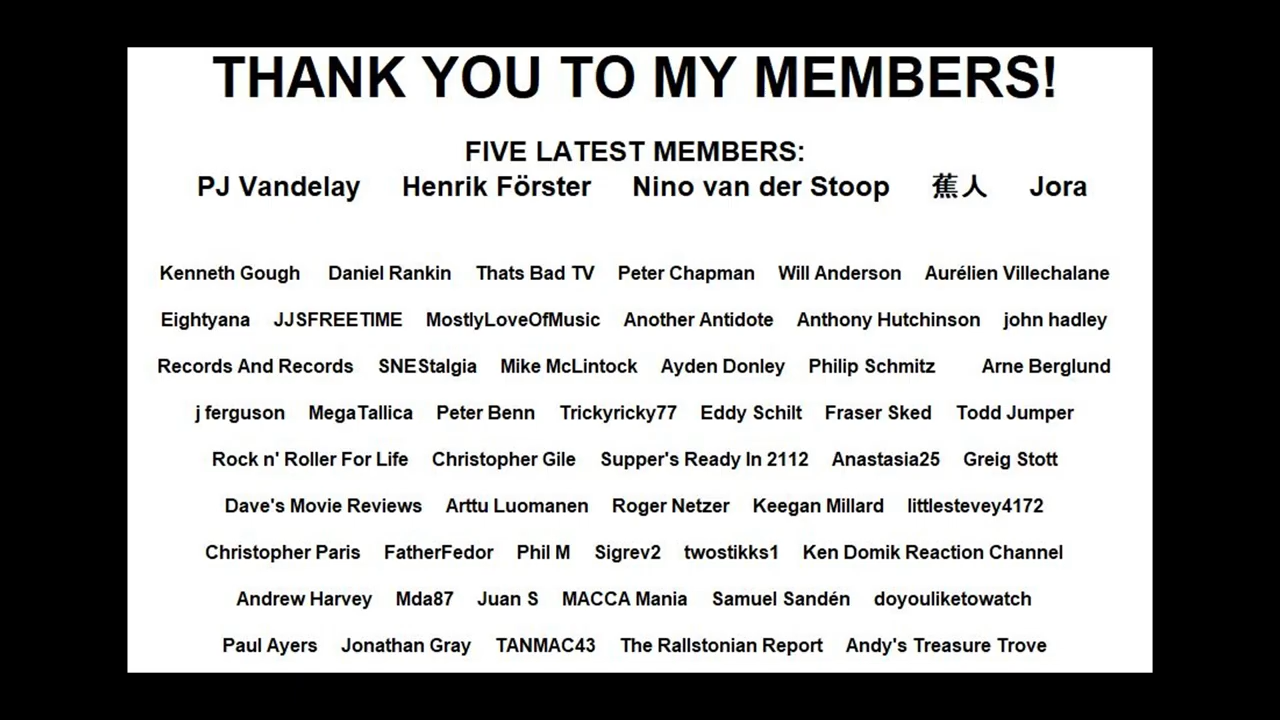 THANK YOU TO MY MEMBERS!
FIVE LATEST MEMBERS:
PJ Vandelay Henrik Förster Nino van der Stoop 蕉人 Jora
Kenneth Gough Daniel Rankin Thats Bad TV Peter Chapman Will Anderson Aurélien Villechalane
Eightyana JJSFREETIME MostlyLoveOfMusic Another Antidote Anthony Hutchinson john hadley
Records And Records SNEStalgia Mike McLintock Ayden Donley Philip Schmitz Arne Berglund
j ferguson MegaTallica Peter Benn Trickyricky77 Eddy Schilt Fraser Sked Todd Jumper
Rock n' Roller For Life Christopher Gile Supper's Ready In 2112 Anastasia25 Greig Stott
Dave's Movie Reviews Arttu Luomanen Roger Netzer Keegan Millard littlestevey4172
Christopher Paris FatherFedor Phil M Sigrev2 twostikks1 Ken Domik Reaction Channel
Andrew Harvey Mda87 Juan S MACCA Mania Samuel Sandén doyouliketowatch
Paul Ayers Jonathan Gray TANMAC43 The Rallstonian Report Andy's Treasure Trove